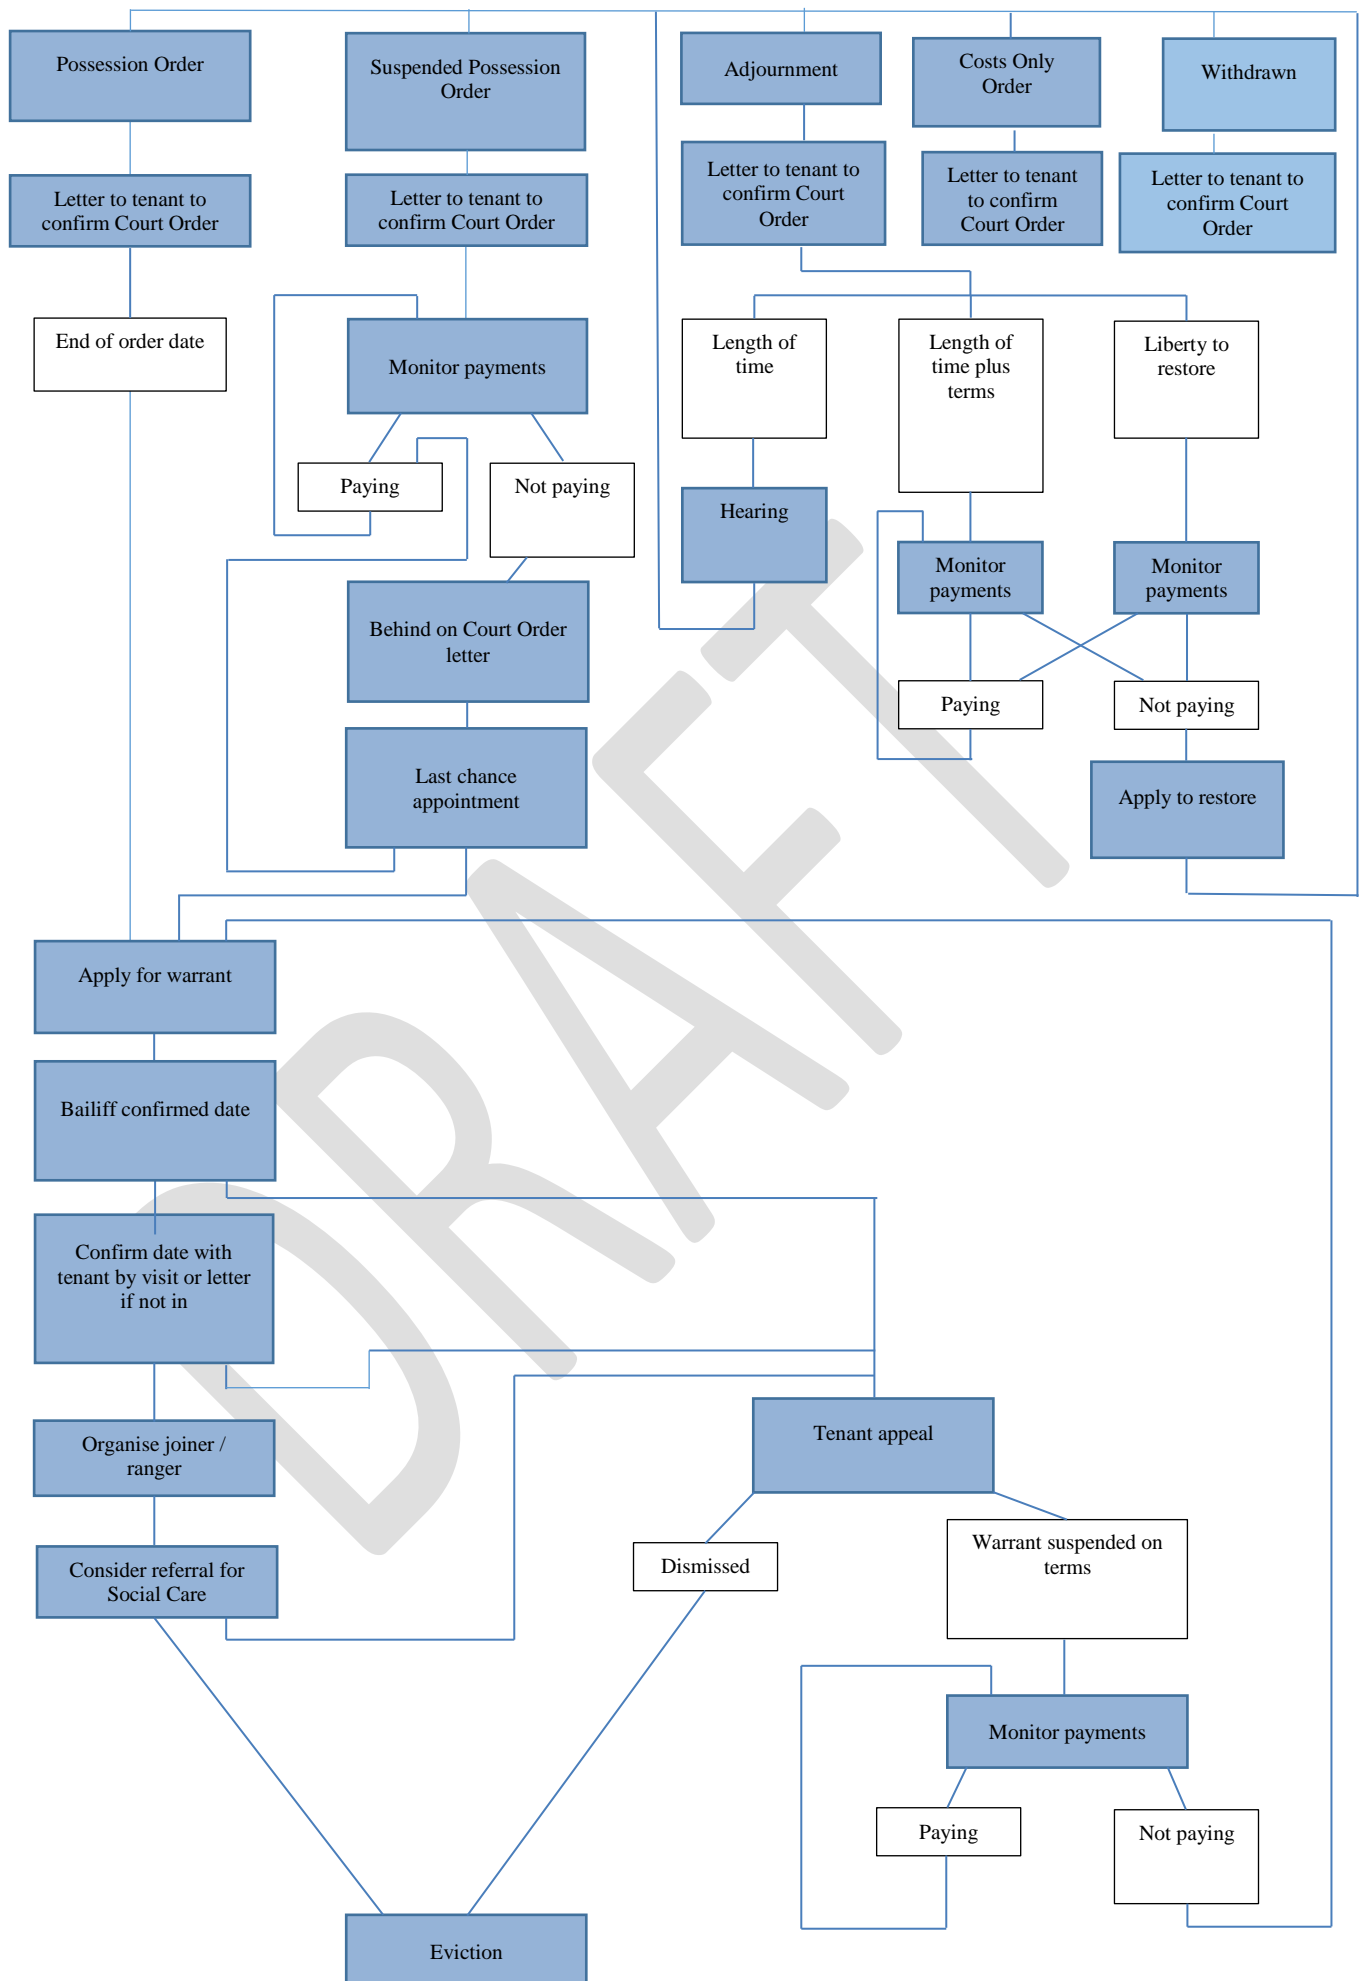 Possession Order
Suspended Possession
Order
Adjournment
Costs Only
Order
Withdrawn
Letter to tenant to
confirm Court Order
Letter to tenant to
confirm Court Order
Letter to tenant to
confirm Court
Order
Letter to tenant
to confirm
Court Order
Letter to tenant to
confirm Court
Order
End of order date
Monitor payments
Length of
time
Length of
time plus
terms
Liberty to
restore
Paying
Not paying
Hearing
Monitor
payments
Monitor
payments
Behind on Court Order
letter
Paying
Not paying
Last chance
appointment
Apply to restore
Apply for warrant
Bailiff confirmed date
Confirm date with
tenant by visit or letter
if not in
Organise joiner /
ranger
Tenant appeal
Consider referral for
Social Care
Dismissed
Warrant suspended on
terms
Monitor payments
Paying
Not paying
Eviction
DRAFT